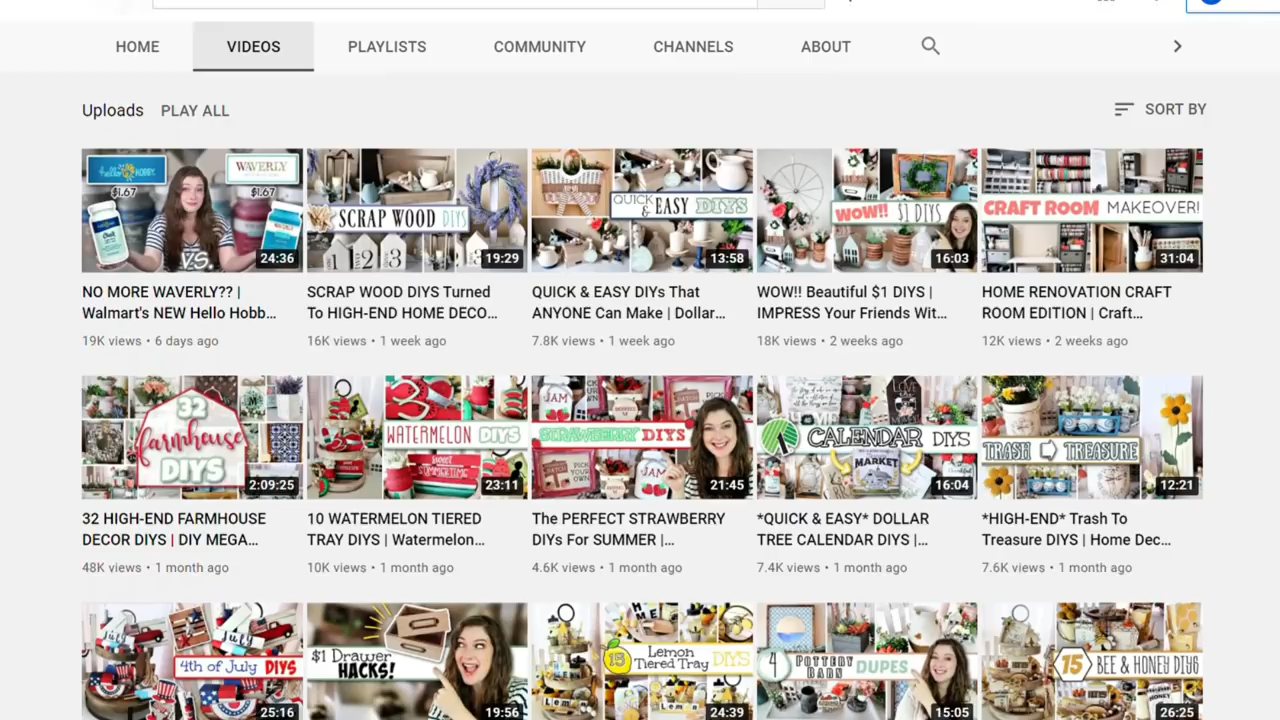 HOME
VIDEOS
PLAYLISTS
COMMUNITY
CHANNELS
ABOUT
Uploads
PLAY ALL
SORT BY
hello HOBBY
WAVERLY
$1.67
$1.67
V.S.
24:36
SCRAP WOOD DIYS
123
19:29
QUICK & EASY DIYS
13:58
WOW!! $1 DIYS
16:03
CRAFT ROOM MAKEOVER!
31:04
NO MORE WAVERLY?? |
Walmart's NEW Hello Hobb...
19K views • 6 days ago
SCRAP WOOD DIYS Turned
To HIGH-END HOME DECO...
16K views • 1 week ago
QUICK & EASY DIYs That
ANYONE Can Make | Dollar...
7.8K views • 1 week ago
WOW!! Beautiful $1 DIYS |
IMPRESS Your Friends Wit...
18K views • 2 weeks ago
HOME RENOVATION CRAFT
ROOM EDITION | Craft...
12K views • 2 weeks ago
32
farmhouse
DIYS
2:09:25
WATERMELON DIYS
SUMMERTIME
23:11
JAM
STRAWBERRY DIYS
JAM
21:45
CALENDAR DIYS
MARKET
16:04
TRASH TREASURE
12:21
32 HIGH-END FARMHOUSE
DECOR DIYS | DIY MEGA...
48K views • 1 month ago
10 WATERMELON TIERED
TRAY DIYS | Watermelon...
10K views • 1 month ago
The PERFECT STRAWBERRY
DIYs For SUMMER |...
4.6K views • 1 month ago
*QUICK & EASY* DOLLAR
TREE CALENDAR DIYS |...
7.4K views • 1 month ago
*HIGH-END* Trash To
Treasure DIYS | Home Dec...
7.6K views • 1 month ago
4th of July DIYS
25:16
$1 Drawer
HACKS!
19:56
15 Lemon
Tiered Tray DIYS
24:39
4 POTTERY
BARN DUPES
15:05
15 BEE & HONEY DIYS
26:25